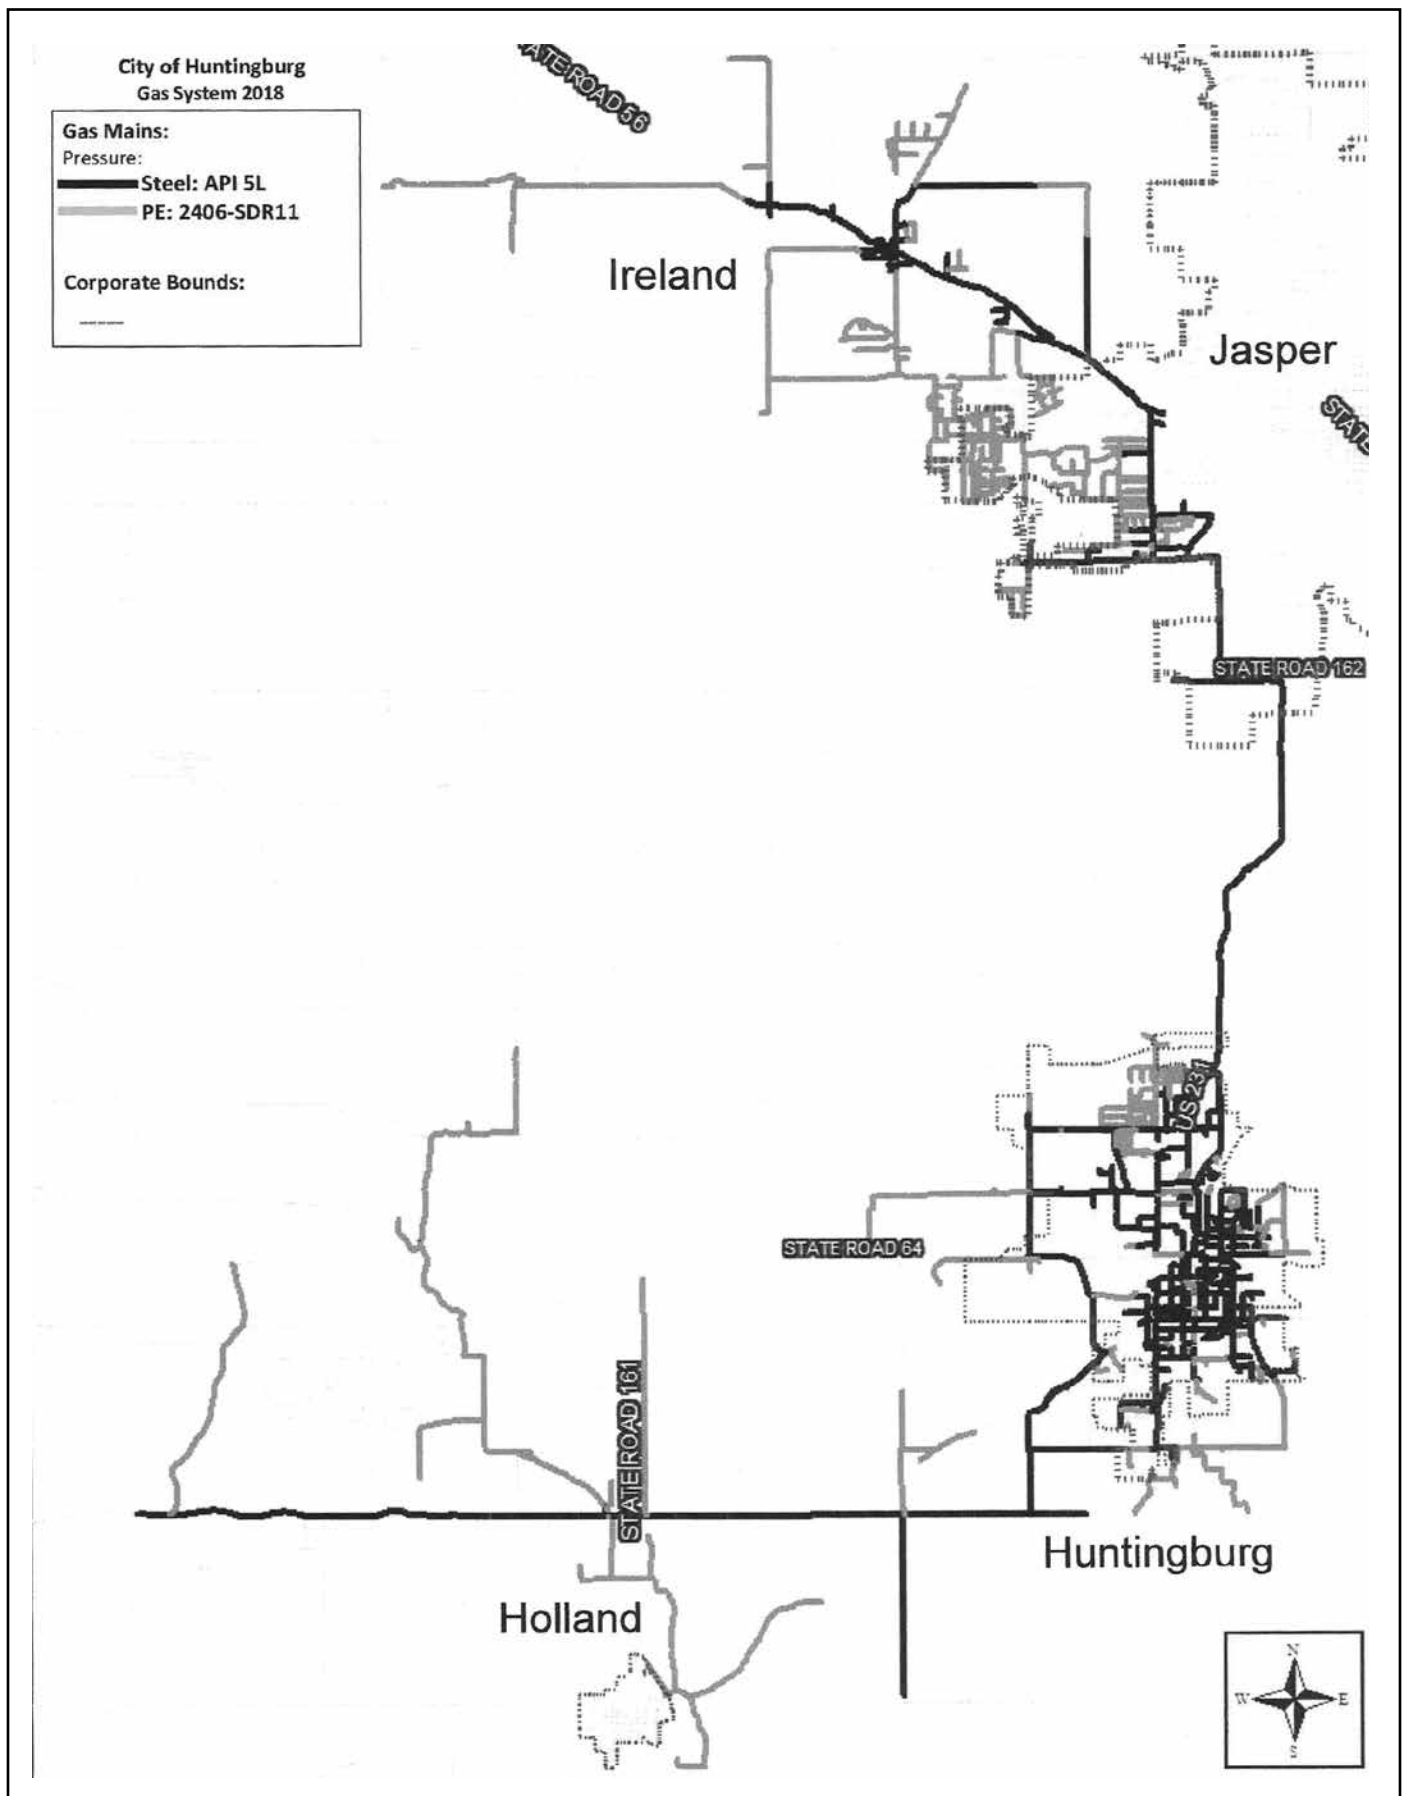 City of Huntingburg
Gas System 2018
Gas Mains:
Pressure:
Steel: API 5L
PE: 2406-SDR11
Corporate Bounds:
ATE ROAD 56
Ireland
Jasper
STATE
STATE ROAD 162
US 231
STATE ROAD 64
STATE ROAD 161
Huntingburg
Holland
N
W E
S